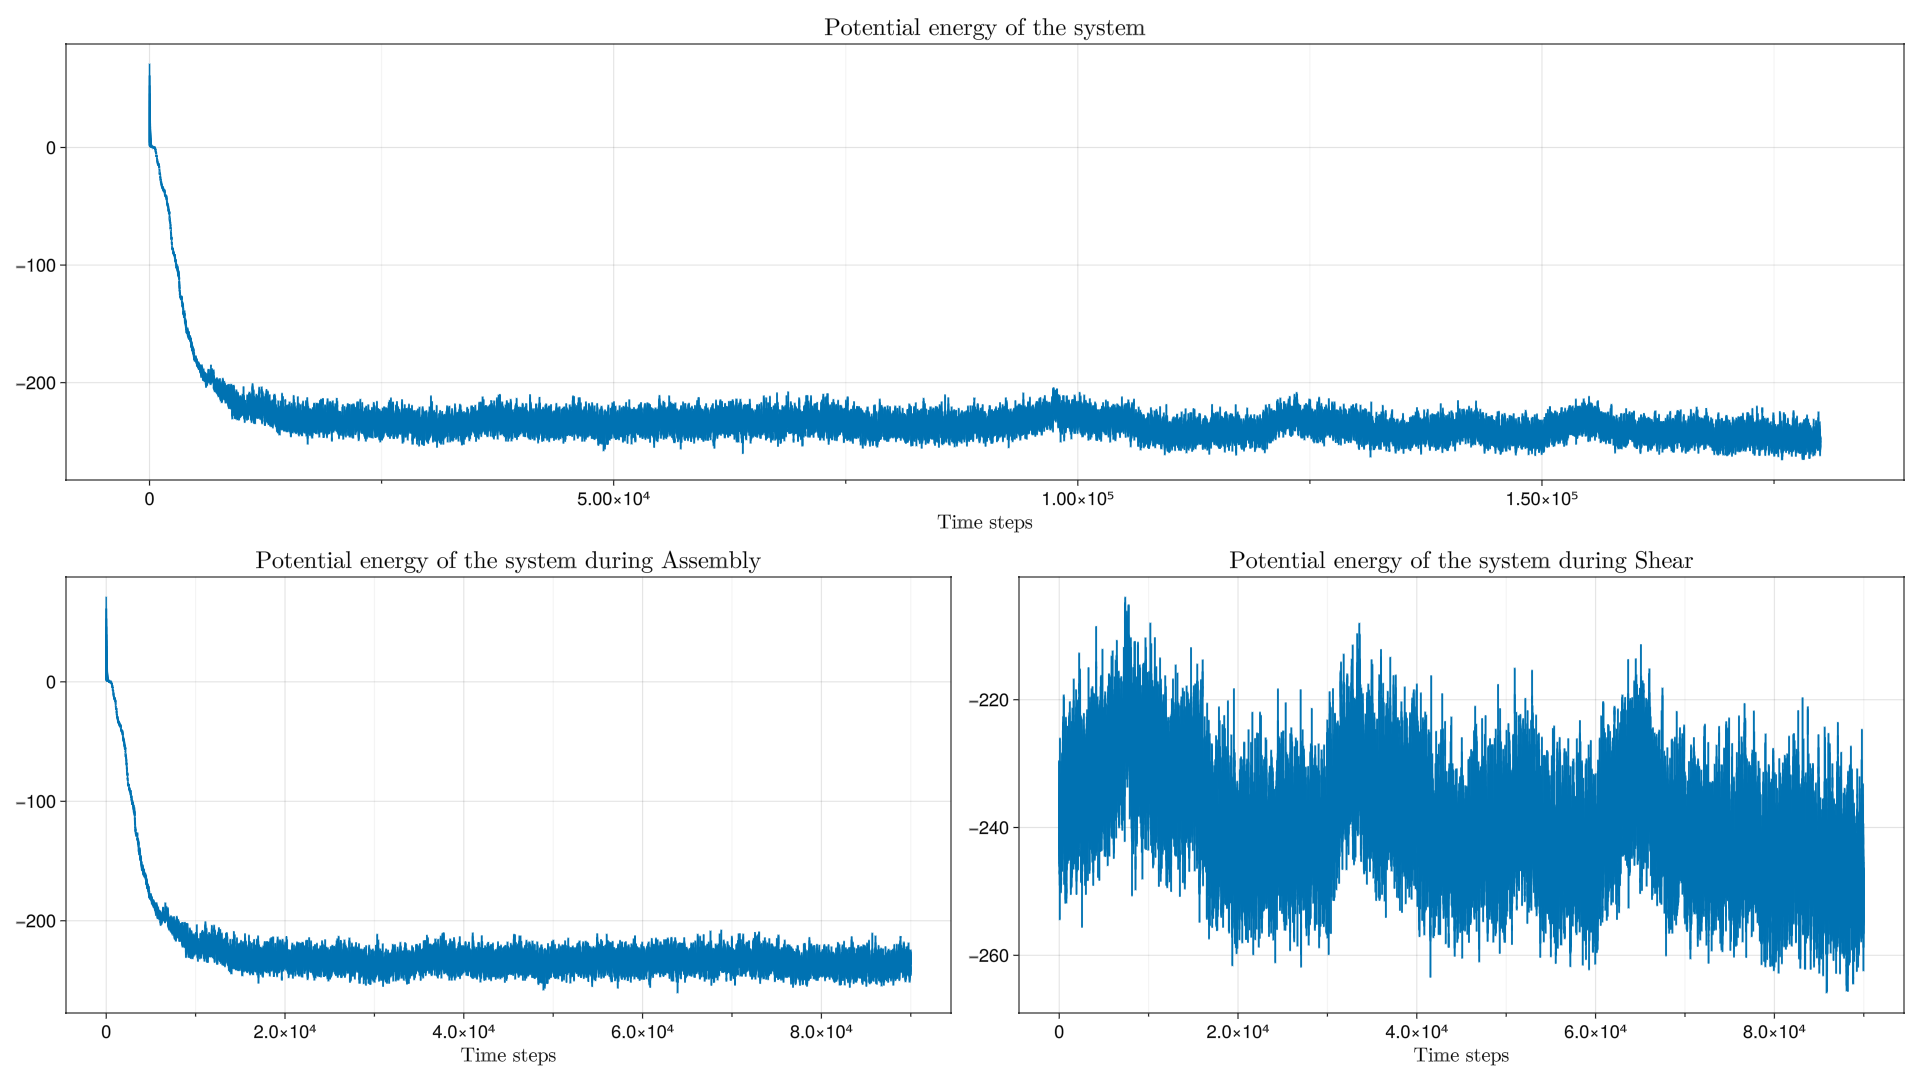 Potential energy of the system
0
−100
−200
0 5.00×10⁴ 1.00×10⁵ 1.50×10⁵
Time steps
Potential energy of the system during Assembly
0
−100
−200
0 2.0×10⁴ 4.0×10⁴ 6.0×10⁴ 8.0×10⁴
Time steps
Potential energy of the system during Shear
−220
−240
−260
0 2.0×10⁴ 4.0×10⁴ 6.0×10⁴ 8.0×10⁴
Time steps